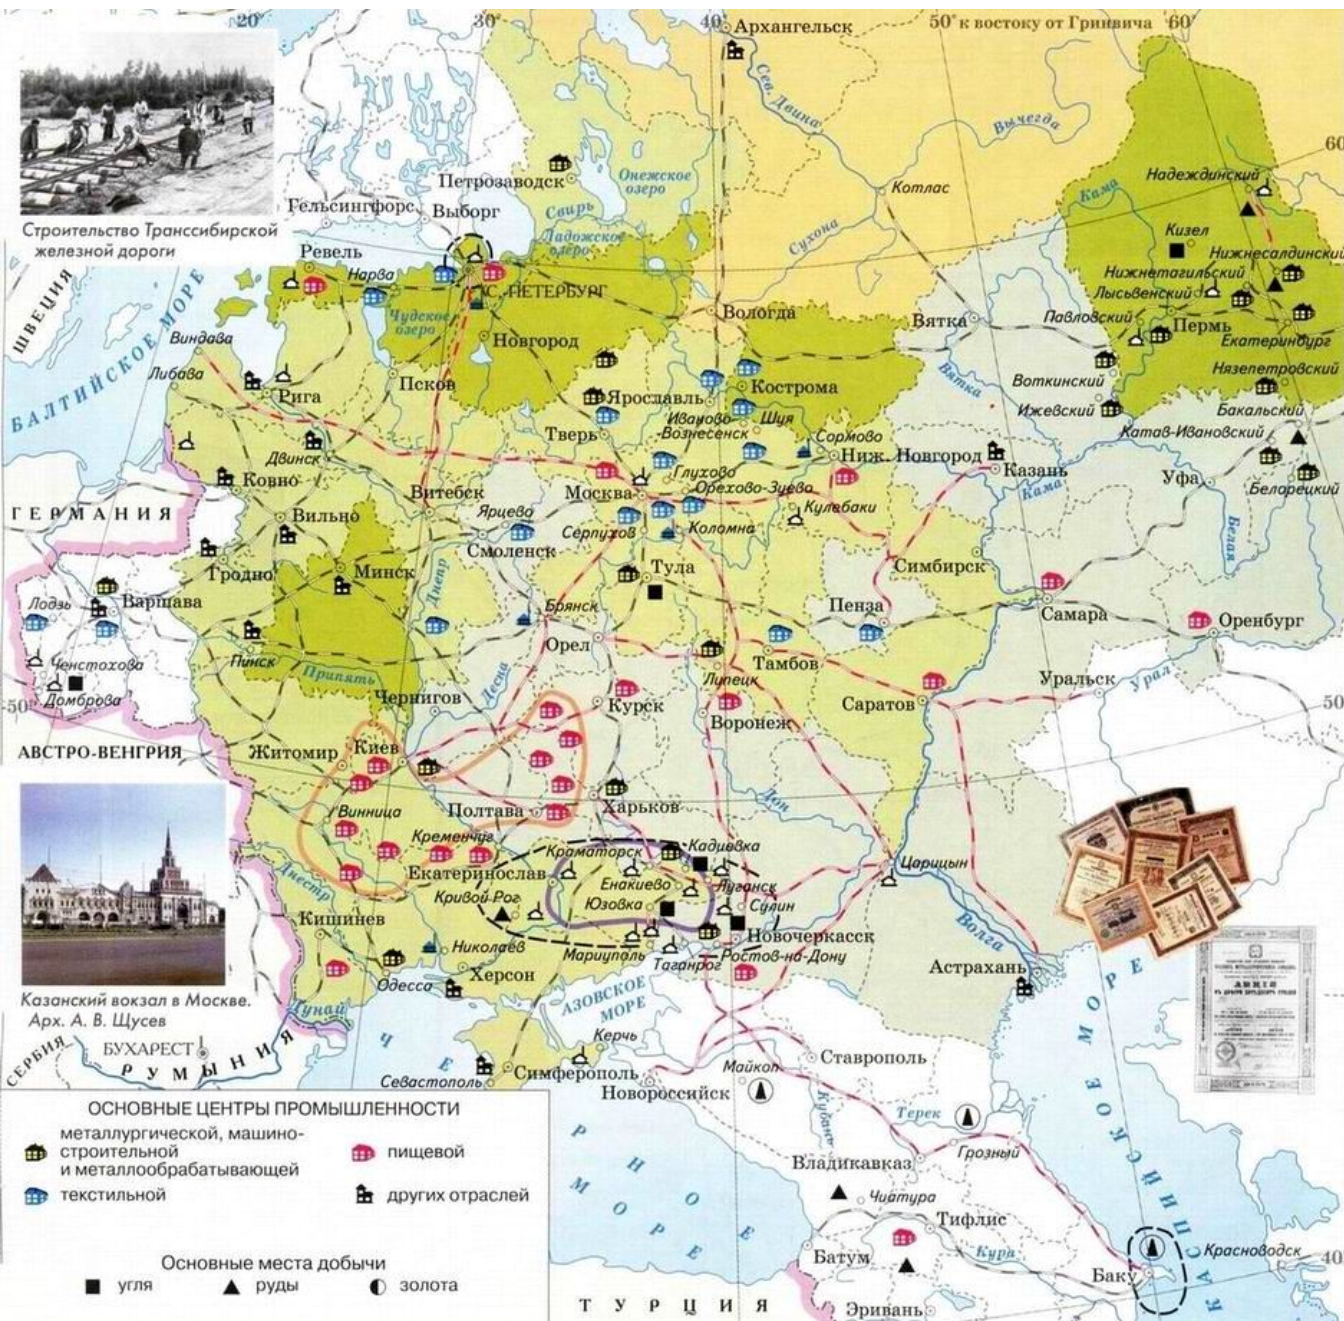 20°
30°
40°
50° к востоку от Гринвича
60°
Архангельск
Сев. Двина
Вычегда
60
Строительство Транссибирской
железной дороги
Петрозаводск
Онежское
озеро
Свирь
Ладожское
озеро
Гельсингфорс
Выборг
Котлас
Сухона
Кама
Надеждинский
Кизел
Нижнесалдинский
Нижнетагильский
Лысьвенский
Павловский
Пермь
Екатеринбург
Ревель
Нарва
С.-ПЕТЕРБУРГ
Чудское
озеро
Новгород
Вологда
Вятка
Вятка
ШВЕЦИЯ
БАЛТИЙСКОЕ МОРЕ
Виндава
Либава
Рига
Псков
Кострома
Ярославль
Иваново-
Вознесенск
Шуя
Тверь
Сормово
Ниж. Новгород
Воткинский
Ижевский
Нязепетровский
Бакальский
Катав-Ивановский
Белорецкий
Казань
Кама
Уфа
Белая
Двинск
Ковно
Витебск
Москва
Глухово
Орехово-Зуево
Кулебаки
ГЕРМАНИЯ
Вильно
Ярцево
Смоленск
Серпухов
Коломна
Гродно
Минск
Днепр
Тула
Симбирск
Пенза
Самара
Оренбург
Лодзь
Варшава
Брянск
Орел
Липецк
Тамбов
Пинск
Припять
Ченстохова
Домброва
50°
Чернигов
Десна
Курск
Воронеж
Саратов
Уральск
Урал
50
АВСТРО-ВЕНГРИЯ
Житомир
Киев
Винница
Полтава
Харьков
Дон
Кременчуг
Екатеринослав
Краматорск
Кадиевка
Енакиево
Луганск
Юзовка
Сулин
Царицын
Днестр
Кривой Рог
Кишинев
Николаев
Мариуполь
Таганрог
Новочеркасск
Ростов-на-Дону
Волга
Астрахань
Одесса
Херсон
АЗОВСКОЕ
МОРЕ
Керчь
Казанский вокзал в Москве.
Арх. А. В. Щусев
Дунай
СЕРБИЯ
БУХАРЕСТ
РУМЫНИЯ
Севастополь
Симферополь
Новороссийск
Майкоп
Ставрополь
Кубань
Терек
Грозный
Владикавказ
Чиатура
Тифлис
Батум
Кура
Баку
Красноводск
40
Эривань
ЧЕРНОЕ МОРЕ
КАСПИЙСКОЕ МОРЕ
ТУРЦИЯ
АКЦИЯ
ОСНОВНЫЕ ЦЕНТРЫ ПРОМЫШЛЕННОСТИ
металлургической, машино-
строительной
и металлообрабатывающей
пищевой
текстильной
других отраслей
Основные места добычи
угля
руды
золота